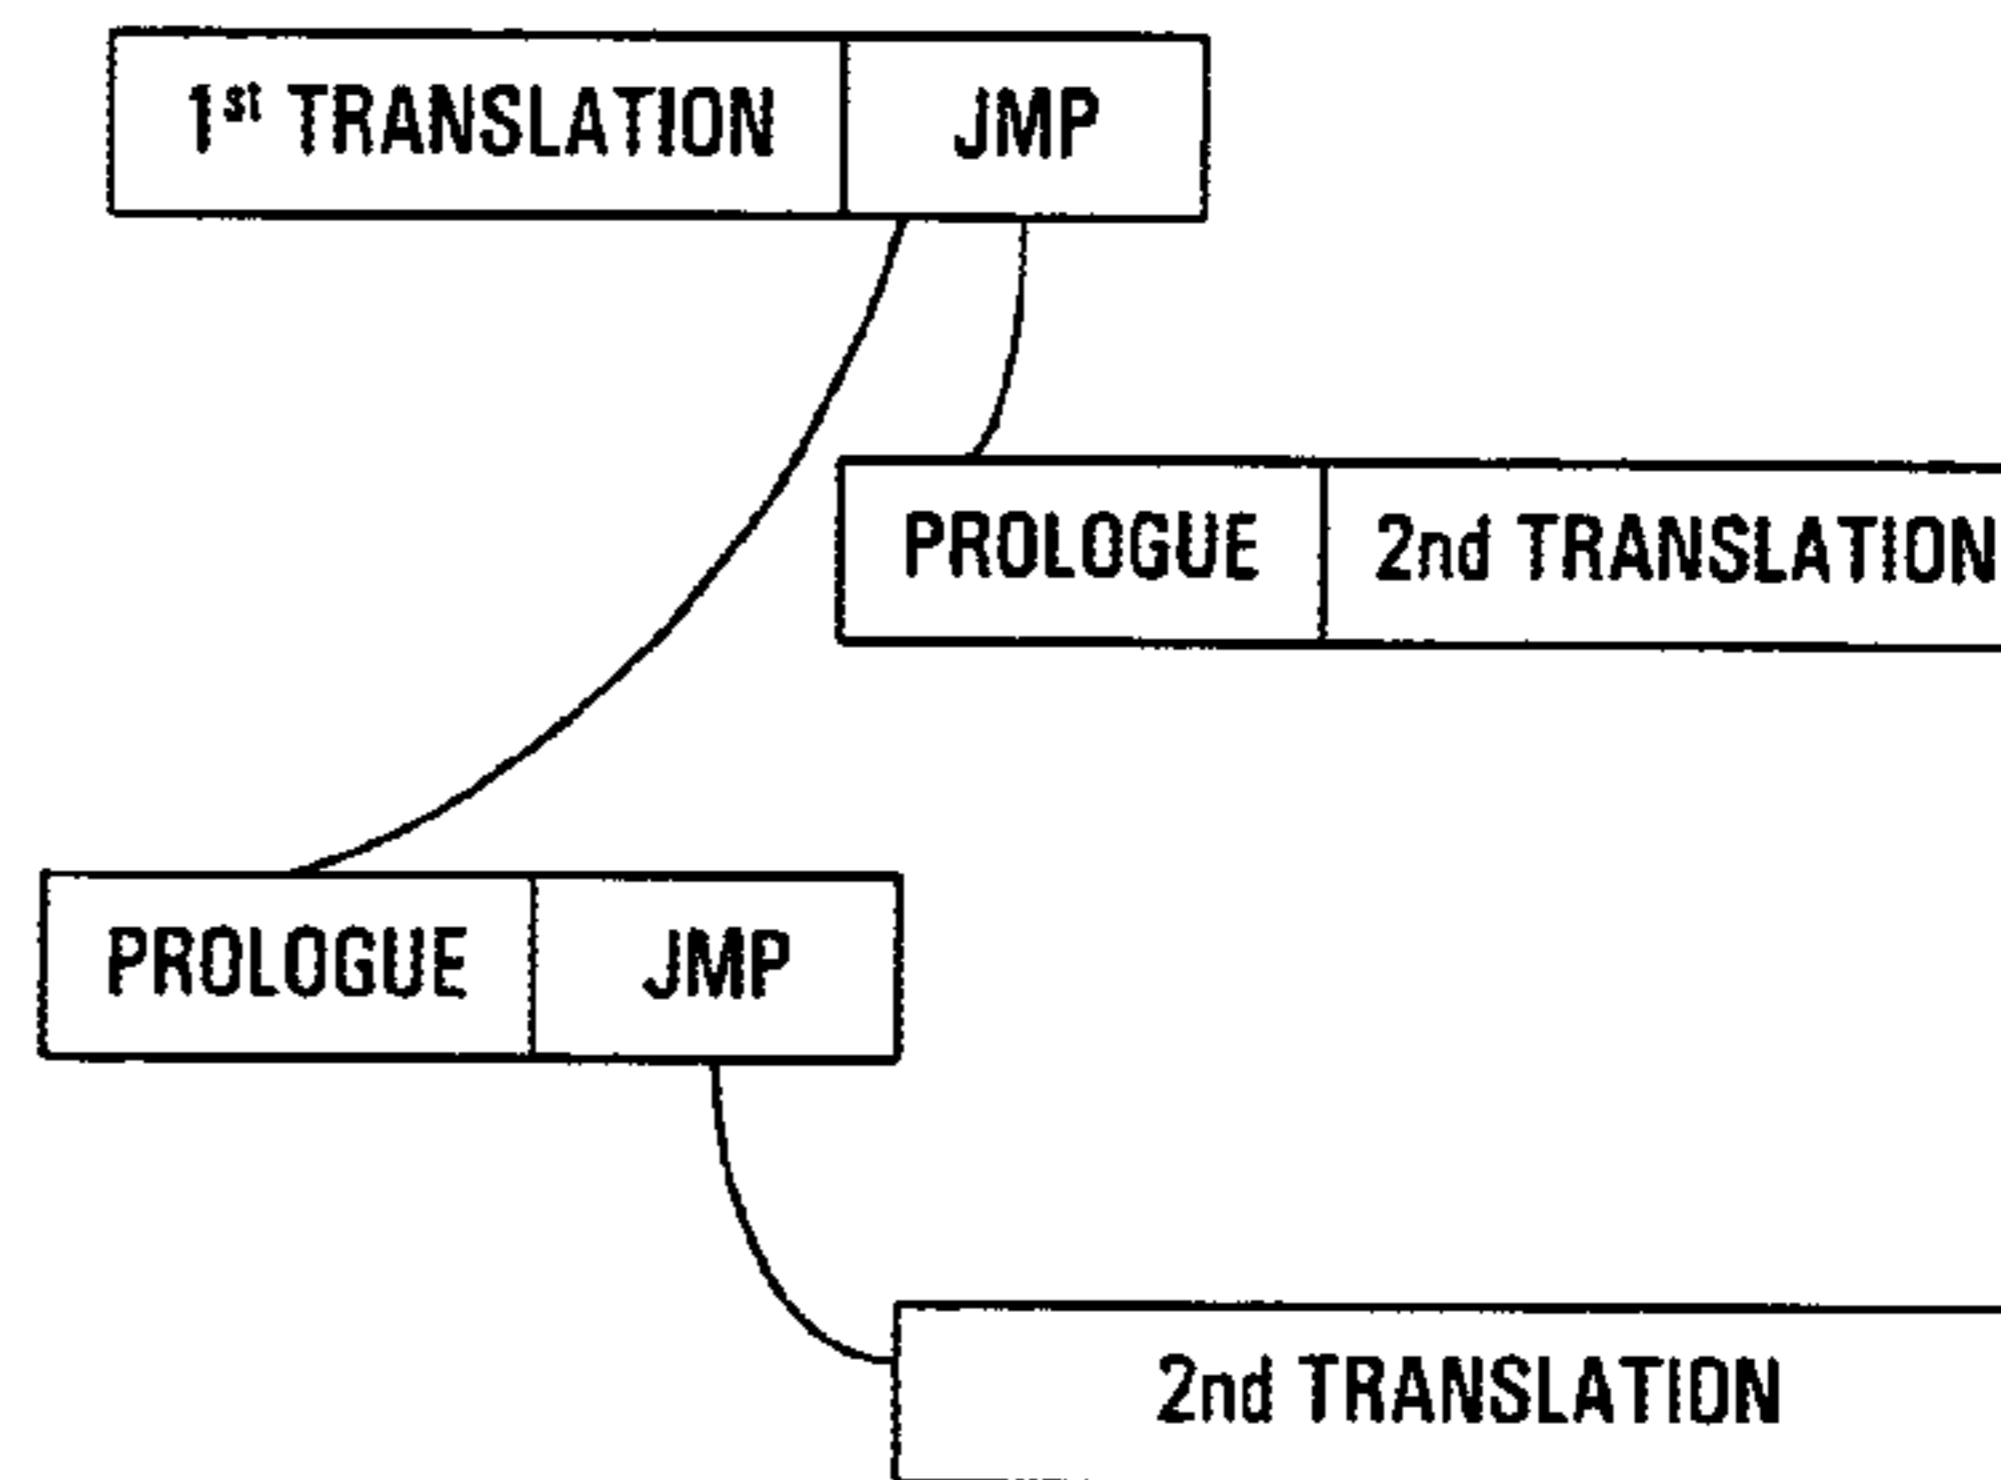 1st TRANSLATION JMP
PROLOGUE 2nd TRANSLATION
PROLOGUE JMP
2nd TRANSLATION